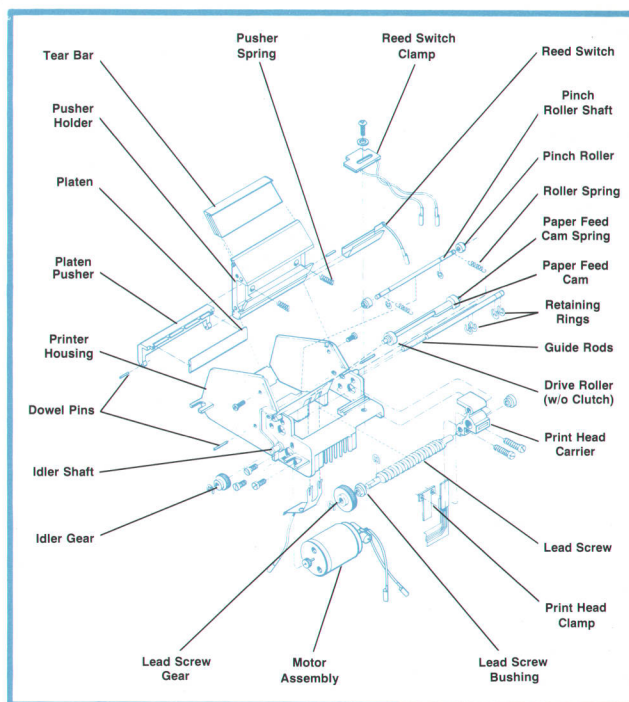 Pusher
Spring
Reed Switch
Clamp
Tear Bar
Reed Switch
Pusher
Holder
Pinch
Roller Shaft
Platen
Pinch Roller
Roller Spring
Paper Feed
Cam Spring
Platen
Pusher
Paper Feed
Cam
Retaining
Rings
Printer
Housing
Guide Rods
Dowel Pins
Drive Roller
(w/o Clutch)
Print Head
Carrier
Idler Shaft
Idler Gear
Lead Screw
Print Head
Clamp
Lead Screw
Gear
Motor
Assembly
Lead Screw
Bushing